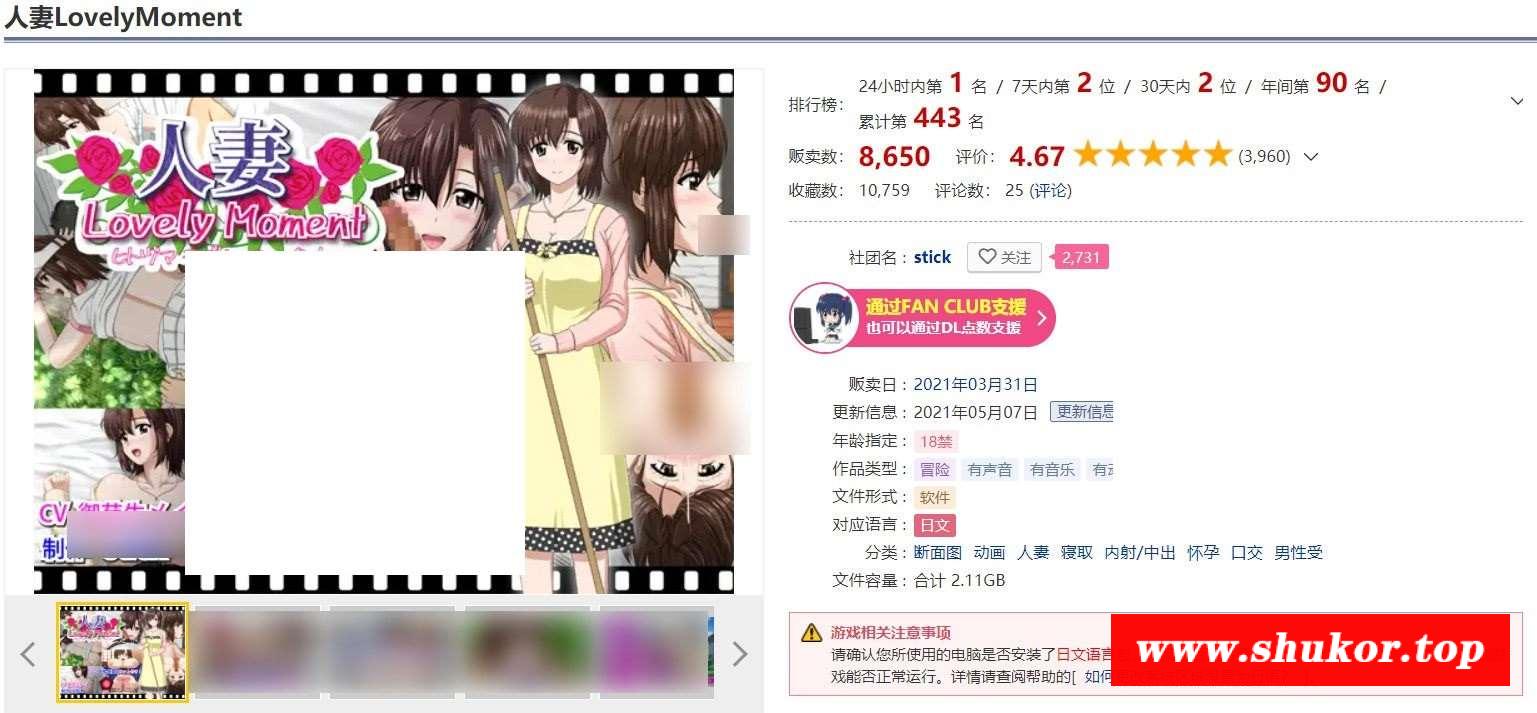 人妻LovelyMoment
人妻
Lovely Moment
CV
制
排行榜：
24小时内第 1 名 / 7天内第 2 位 / 30天内 2 位 / 年间第 90 名 /
累计第 443 名
贩卖数： 8,650 评价： 4.67 (3,960)
收藏数： 10,759 评论数： 25 (评论)
社团名 : stick 关注 2,731
通过FAN CLUB支援
也可以通过DL点数支援
贩卖日 : 2021年03月31日
更新信息 : 2021年05月07日 更新信息
年龄指定 : 18禁
作品类型 : 冒险 有声音 有音乐 有
文件形式 : 软件
对应语言 : 日文
分类 : 断面图 动画 人妻 寝取 内射/中出 怀孕 口交 男性受
文件容量 : 合计 2.11GB
游戏相关注意事项
请确认您所使用的电脑是否安装了日文语言
戏能否正常运行。详情请查阅帮助的[ 如何
www.shukor.top